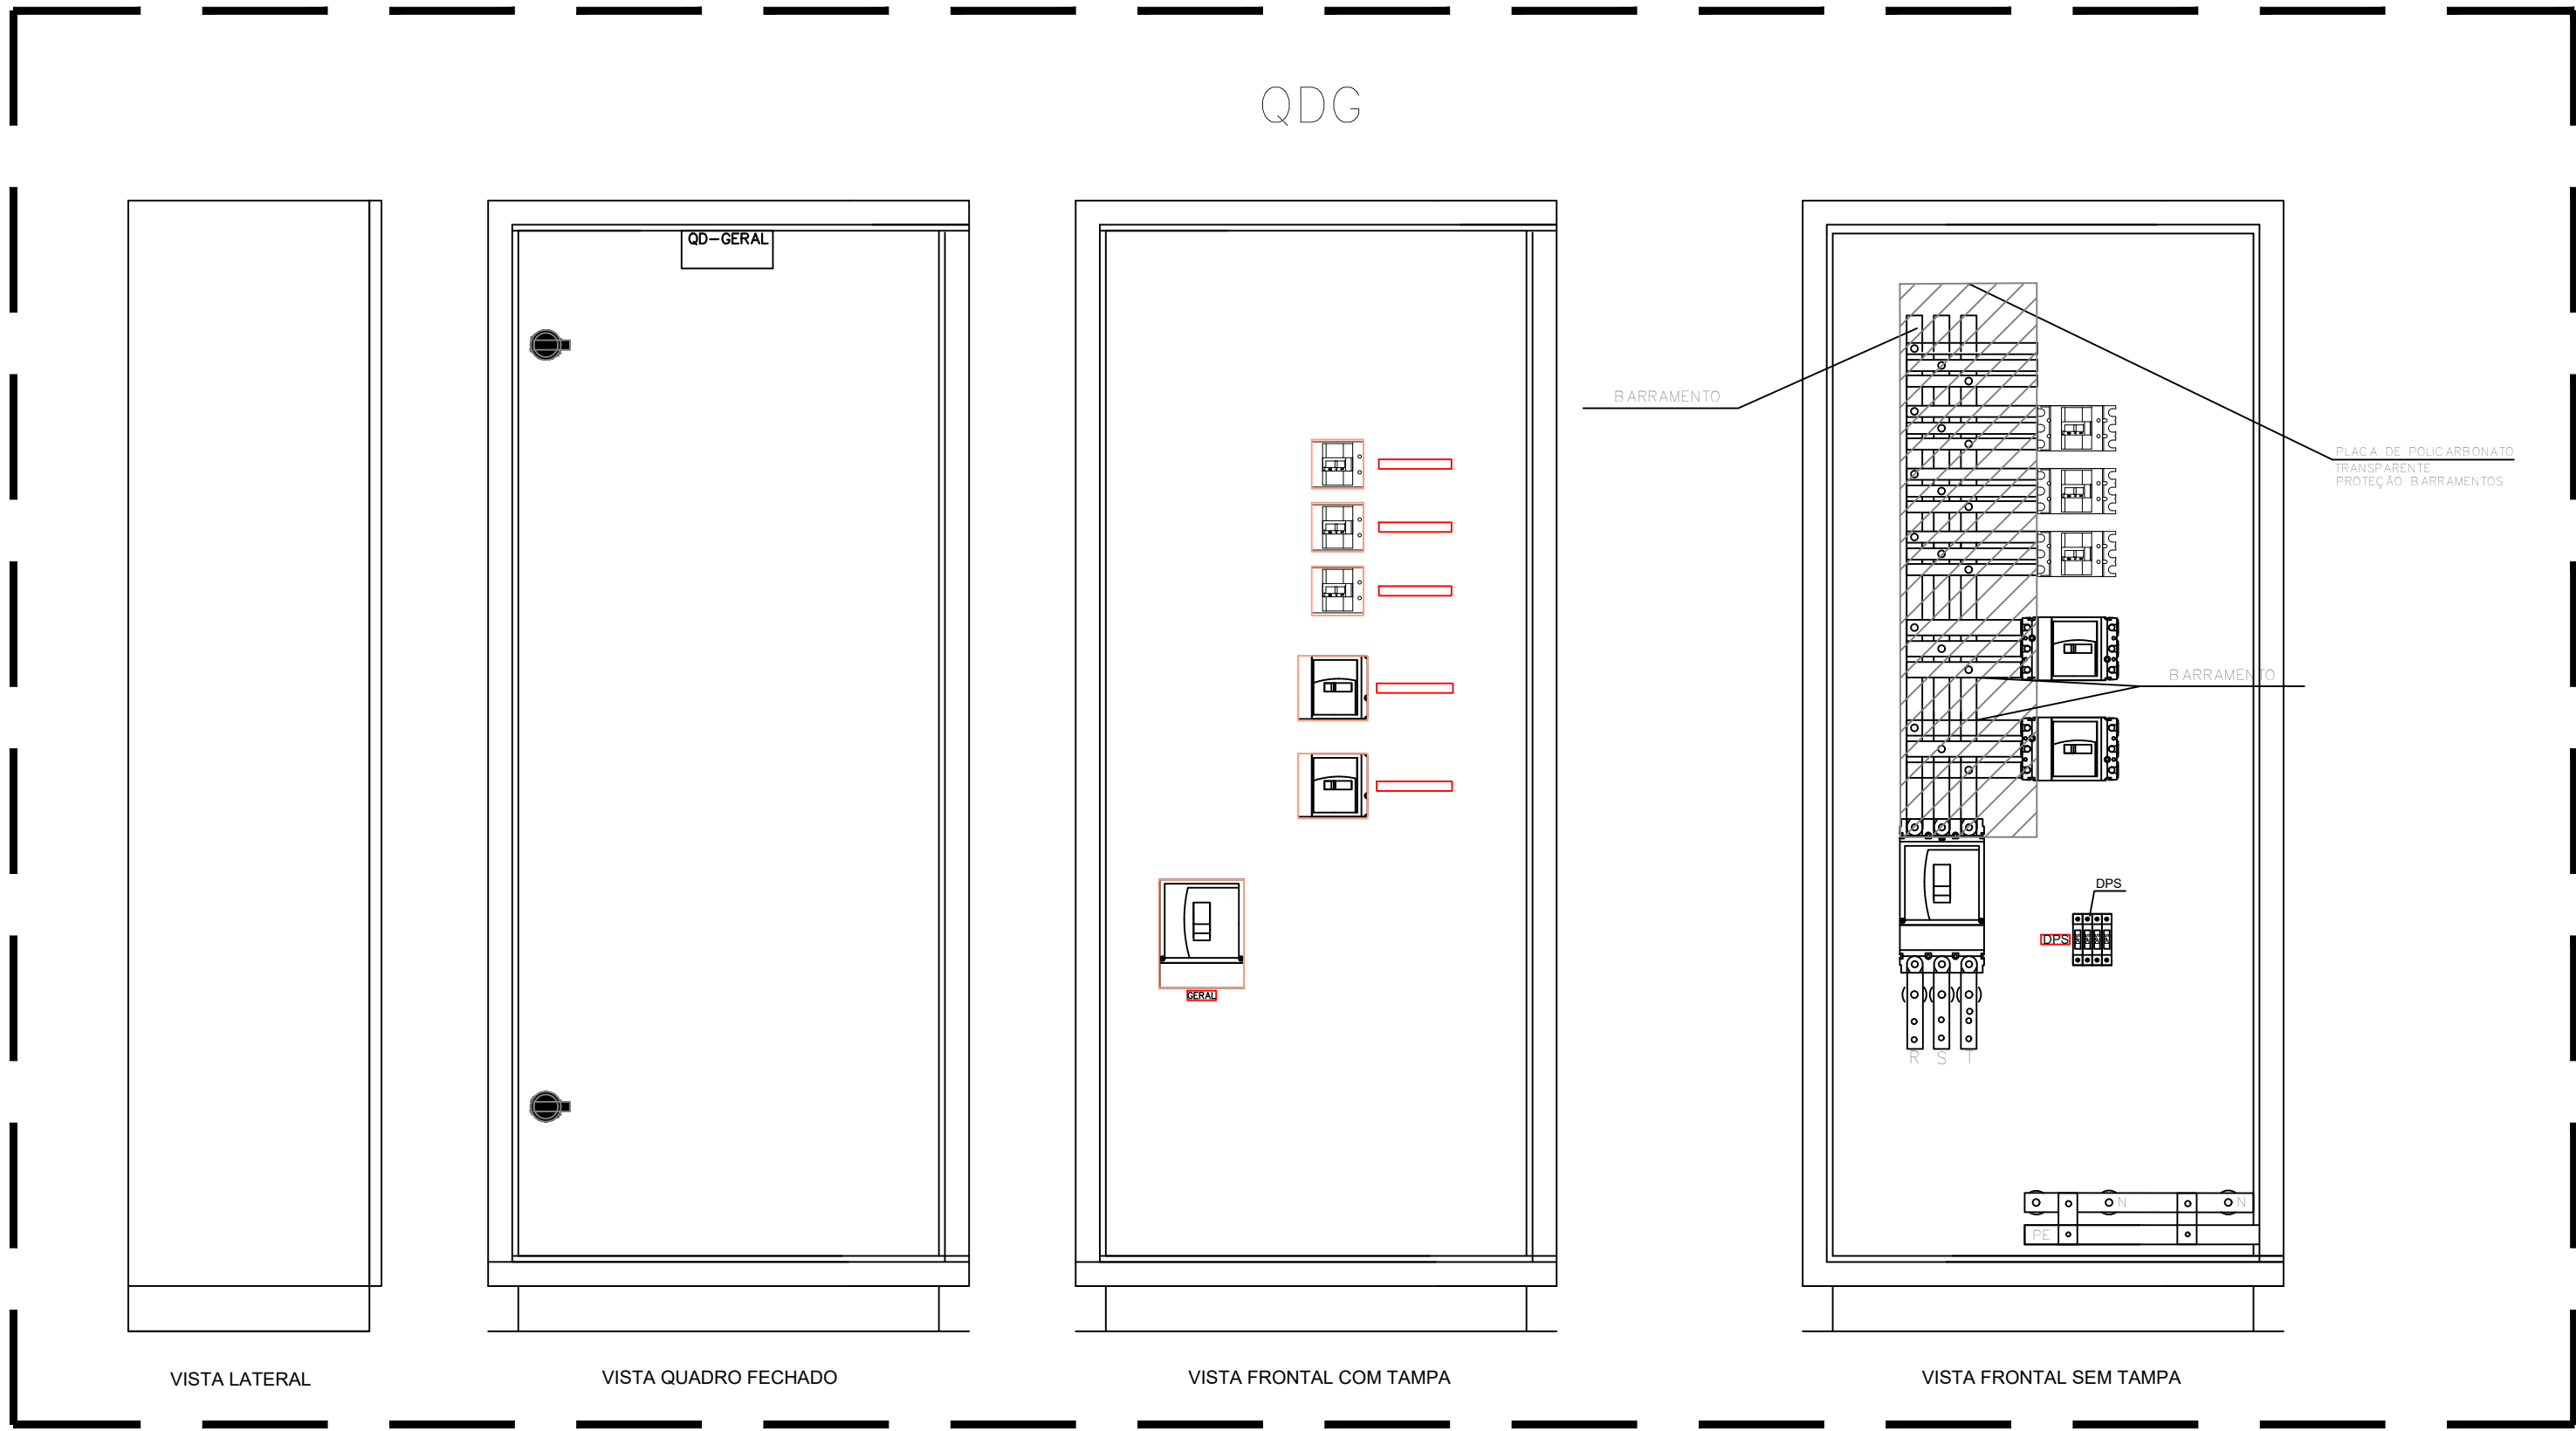 QDG
QD-GERAL
BARRAMENTO
PLACA DE POLICARBONATO
TRANSPARENTE
PROTEÇÃO BARRAMENTOS
BARRAMENTO
DPS
DPS
GERAL
R S T
N N
PE
VISTA LATERAL
VISTA QUADRO FECHADO
VISTA FRONTAL COM TAMPA
VISTA FRONTAL SEM TAMPA